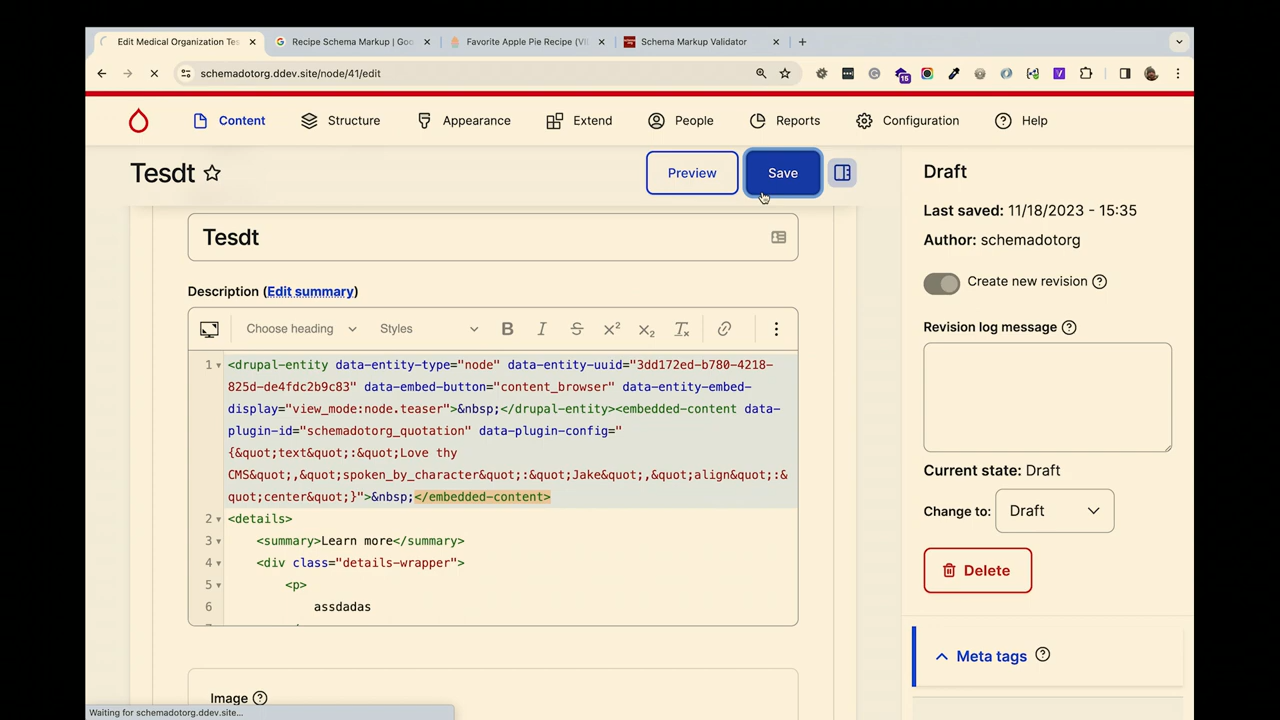 Edit Medical Organization Tes
Recipe Schema Markup | Goo
Favorite Apple Pie Recipe (VI
Schema Markup Validator
schemadotorg.ddev.site/node/41/edit
15
Content
Structure
Appearance
Extend
People
Reports
Configuration
Help
Tesdt
Preview
Save
Tesdt
Description (Edit summary)
Choose heading
Styles
B
I
S
X²
X₂
Tx
1
<drupal-entity data-entity-type="node" data-entity-uuid="3dd172ed-b780-4218-
825d-de4fdc2b9c83" data-embed-button="content_browser" data-entity-embed-
display="view_mode:node.teaser">&nbsp;</drupal-entity><embedded-content data-
plugin-id="schemadotorg_quotation" data-plugin-config="
{&quot;text&quot;:&quot;Love thy
CMS&quot;,&quot;spoken_by_character&quot;:&quot;Jake&quot;,&quot;align&quot;:&
quot;center&quot;}">&nbsp;</embedded-content>
2 <details>
3 <summary>Learn more</summary>
4 <div class="details-wrapper">
5 <p>
6 assdadas
Image
Waiting for schemadotorg.ddev.site...
Draft
Last saved: 11/18/2023 - 15:35
Author: schemadotorg
Create new revision
Revision log message
Current state: Draft
Change to:
Draft
Delete
Meta tags